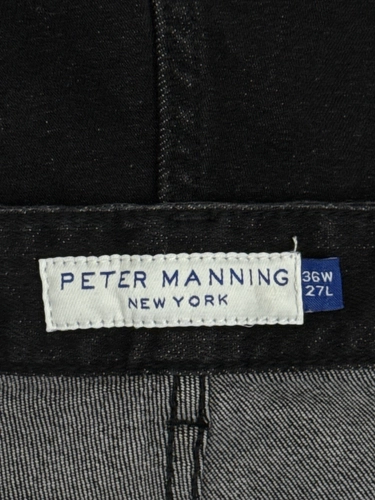 PETER MANNING
NEW YORK
36W
27L